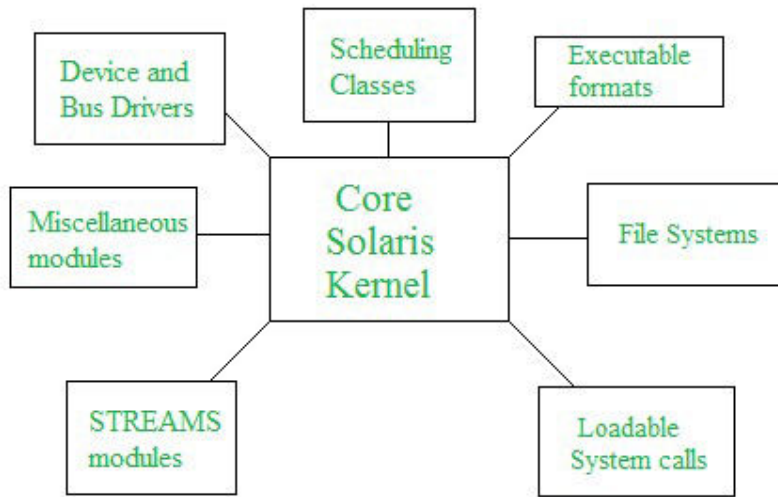 Scheduling
Classes
Executable
formats
Device and
Bus Drivers
Core
Solaris
Kernel
Miscellaneous
modules
File Systems
STREAMS
modules
Loadable
System calls